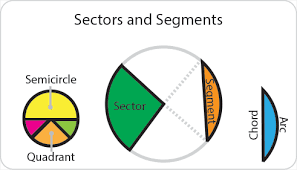 Sectors and Segments
Semicircle
Quadrant
Sector
Segment
Chord
Arc